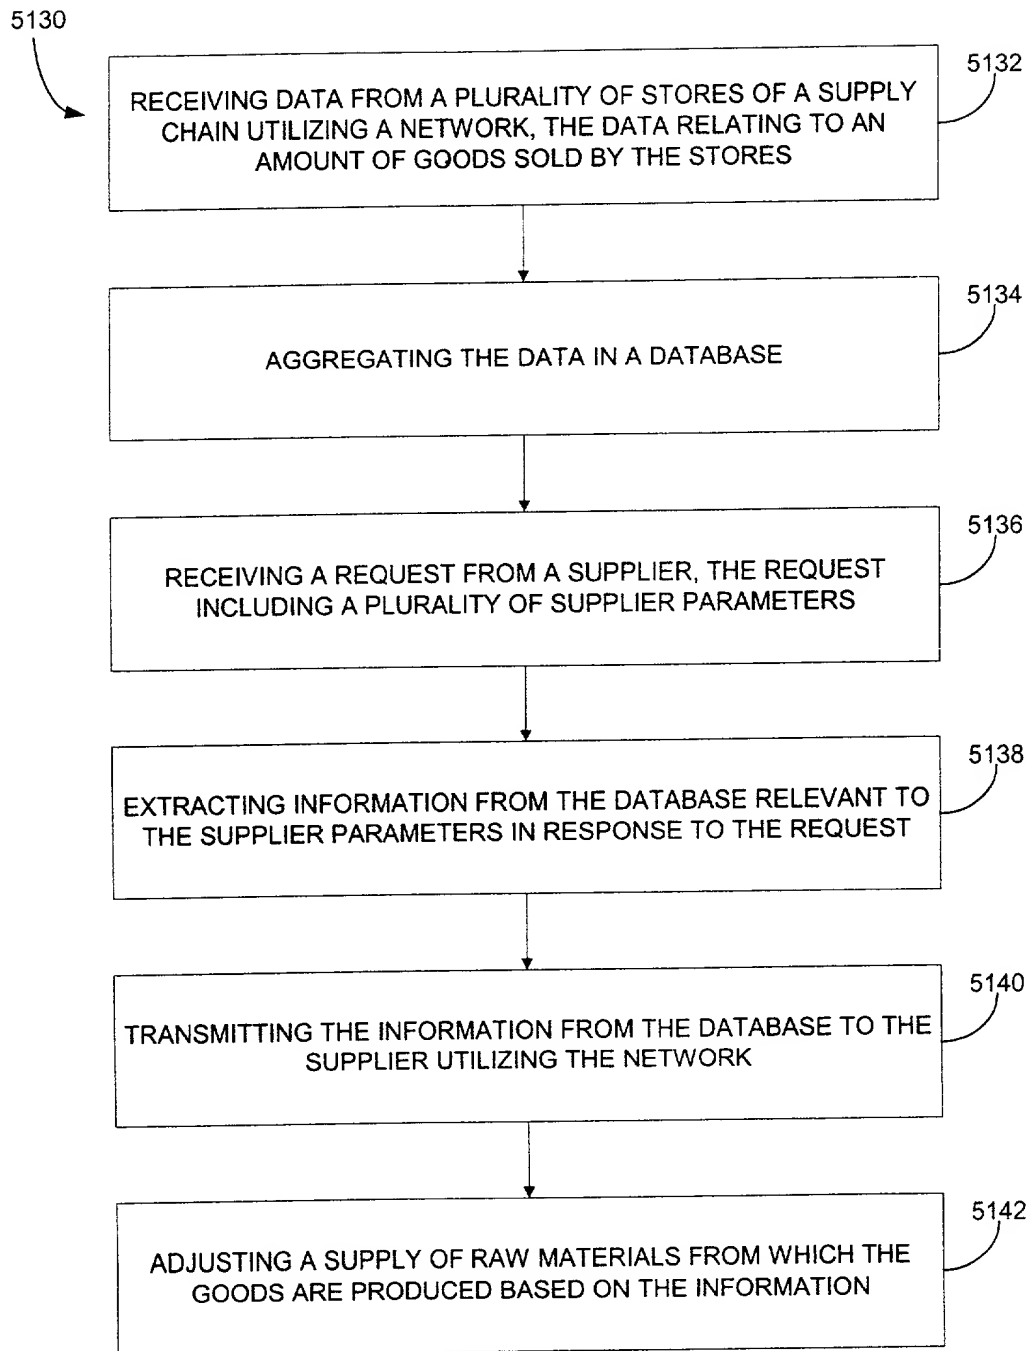 5130
5132
RECEIVING DATA FROM A PLURALITY OF STORES OF A SUPPLY
CHAIN UTILIZING A NETWORK, THE DATA RELATING TO AN
AMOUNT OF GOODS SOLD BY THE STORES
5134
AGGREGATING THE DATA IN A DATABASE
5136
RECEIVING A REQUEST FROM A SUPPLIER, THE REQUEST
INCLUDING A PLURALITY OF SUPPLIER PARAMETERS
5138
EXTRACTING INFORMATION FROM THE DATABASE RELEVANT TO
THE SUPPLIER PARAMETERS IN RESPONSE TO THE REQUEST
5140
TRANSMITTING THE INFORMATION FROM THE DATABASE TO THE
SUPPLIER UTILIZING THE NETWORK
5142
ADJUSTING A SUPPLY OF RAW MATERIALS FROM WHICH THE
GOODS ARE PRODUCED BASED ON THE INFORMATION